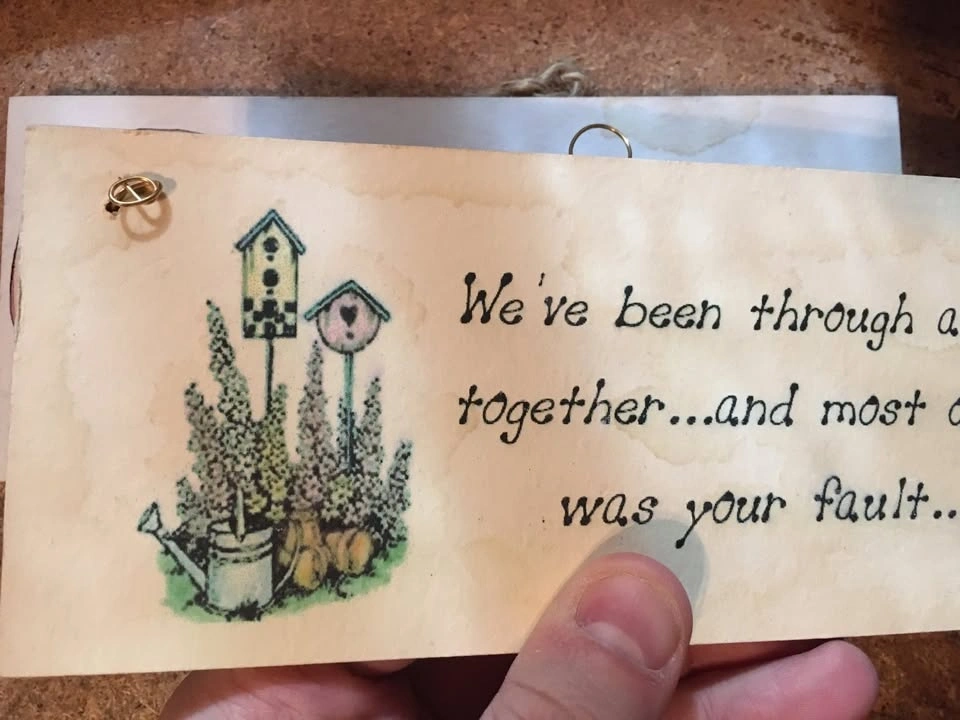 We've been through a
together...and most
was your fault..